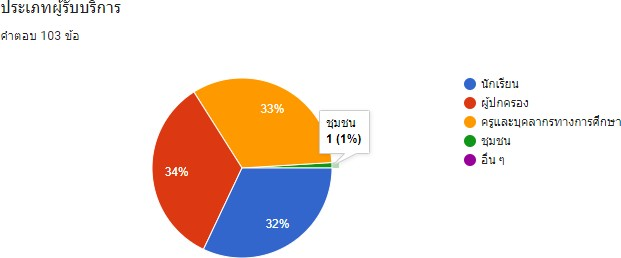 ประเภทผู้รับบริการ
คำตอบ 103 ข้อ
33%
34%
32%
ชุมชน
1 (1%)
นักเรียน
ผู้ปกครอง
ครูและบุคลากรทางการศึกษา
ชุมชน
อื่น ๆ